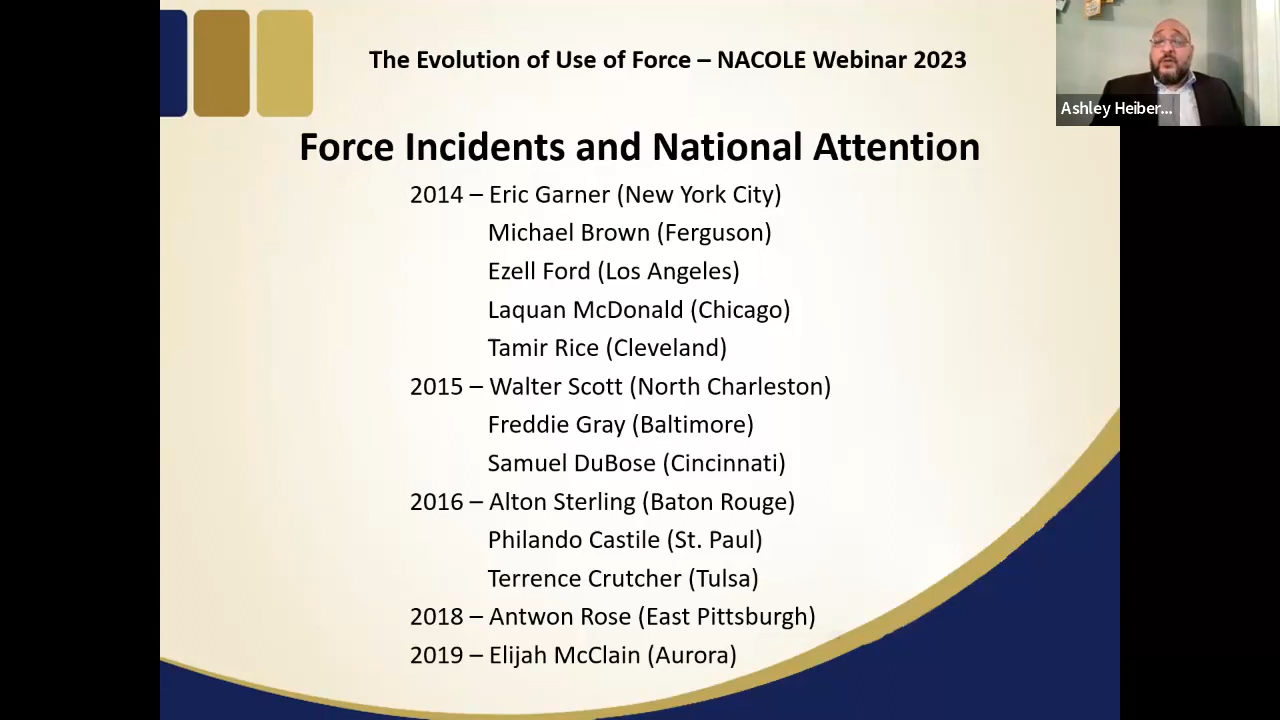 The Evolution of Use of Force – NACOLE Webinar 2023
Ashley Heiber...
Force Incidents and National Attention
2014 – Eric Garner (New York City)
Michael Brown (Ferguson)
Ezell Ford (Los Angeles)
Laquan McDonald (Chicago)
Tamir Rice (Cleveland)
2015 – Walter Scott (North Charleston)
Freddie Gray (Baltimore)
Samuel DuBose (Cincinnati)
2016 – Alton Sterling (Baton Rouge)
Philando Castile (St. Paul)
Terrence Crutcher (Tulsa)
2018 – Antwon Rose (East Pittsburgh)
2019 – Elijah McClain (Aurora)